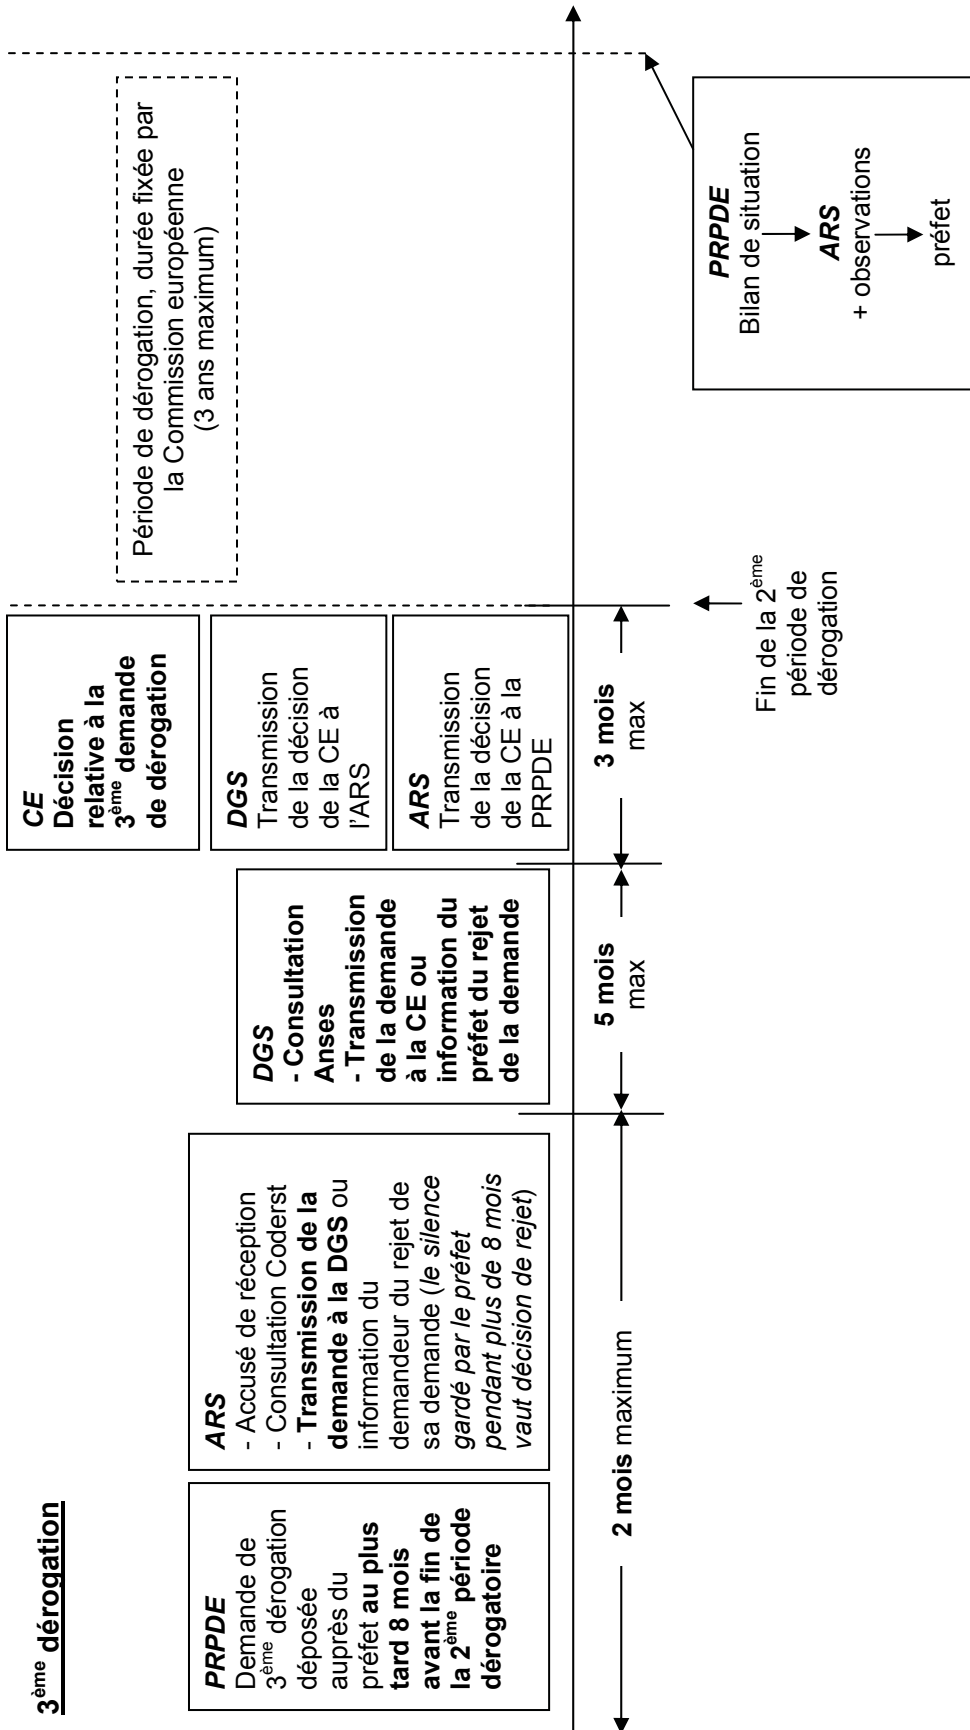 3ème dérogation
PRPDE
Demande de
3ème dérogation
déposée
auprès du
préfet au plus
tard 8 mois
avant la fin de
la 2ème période
dérogatoire
ARS
- Accusé de réception
- Consultation Coderst
- Transmission de la
demande à la DGS ou
information du
demandeur du rejet de
sa demande (le silence
gardé par le préfet
pendant plus de 8 mois
vaut décision de rejet)
DGS
- Consultation
Anses
- Transmission
de la demande
à la CE ou
information du
préfet du rejet
de la demande
CE
Décision
relative à la
3ème demande
de dérogation
DGS
Transmission
de la décision
de la CE à
l'ARS
ARS
Transmission
de la décision
de la CE à la
PRPDE
Période de dérogation, durée fixée par
la Commission européenne
(3 ans maximum)
2 mois maximum
5 mois
max
3 mois
max
Fin de la 2ème
période de
dérogation
PRPDE
Bilan de situation
ARS
+ observations
préfet